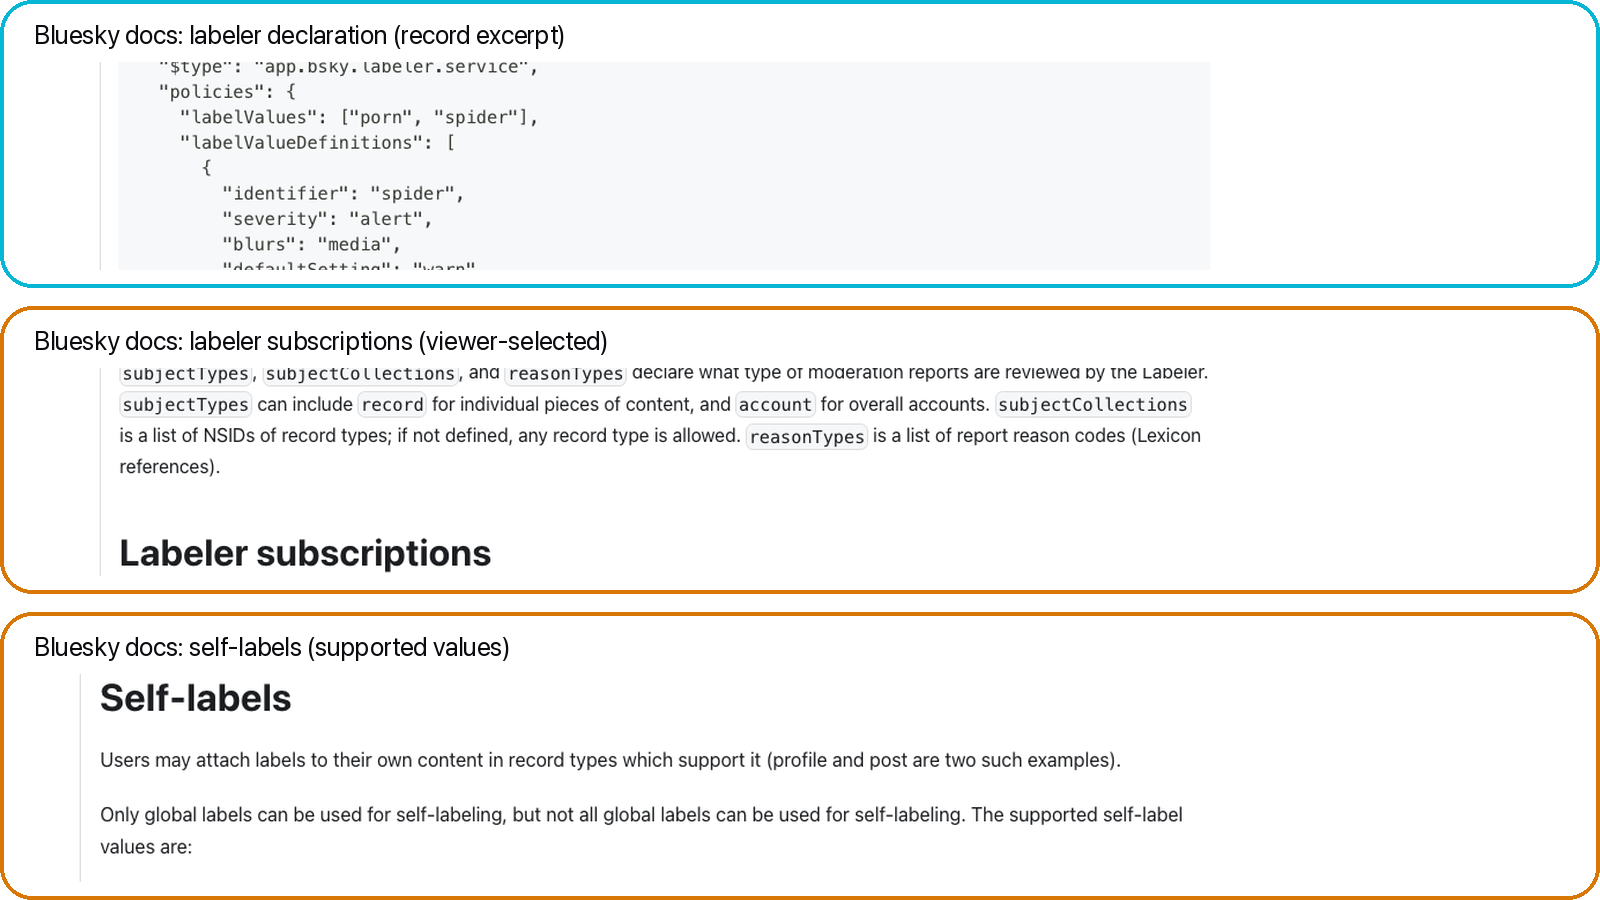 Bluesky docs: labeler declaration (record excerpt)
"$type": "app.bsky.labeler.service",
"policies": {
"labelValues": ["porn", "spider"],
"labelValueDefinitions": [
{
"identifier": "spider",
"severity": "alert",
"blurs": "media",
"defaultSetting": "warn"
Bluesky docs: labeler subscriptions (viewer-selected)
subjectTypes, subjectCollections, and reasonTypes declare what type of moderation reports are reviewed by the Labeler.
subjectTypes can include record for individual pieces of content, and account for overall accounts. subjectCollections
is a list of NSIDs of record types; if not defined, any record type is allowed. reasonTypes is a list of report reason codes (Lexicon
references).
Labeler subscriptions
Bluesky docs: self-labels (supported values)
Self-labels
Users may attach labels to their own content in record types which support it (profile and post are two such examples).
Only global labels can be used for self-labeling, but not all global labels can be used for self-labeling. The supported self-label
values are: